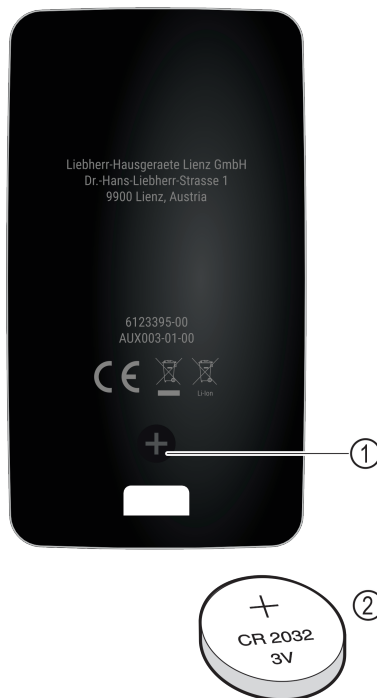 Liebherr-Hausgeraete Lienz GmbH
Dr.-Hans-Liebherr-Strasse 1
9900 Lienz, Austria
6123395-00
AUX003-01-00
CE
Li-Ion
+
1
+
CR 2032
3V
2